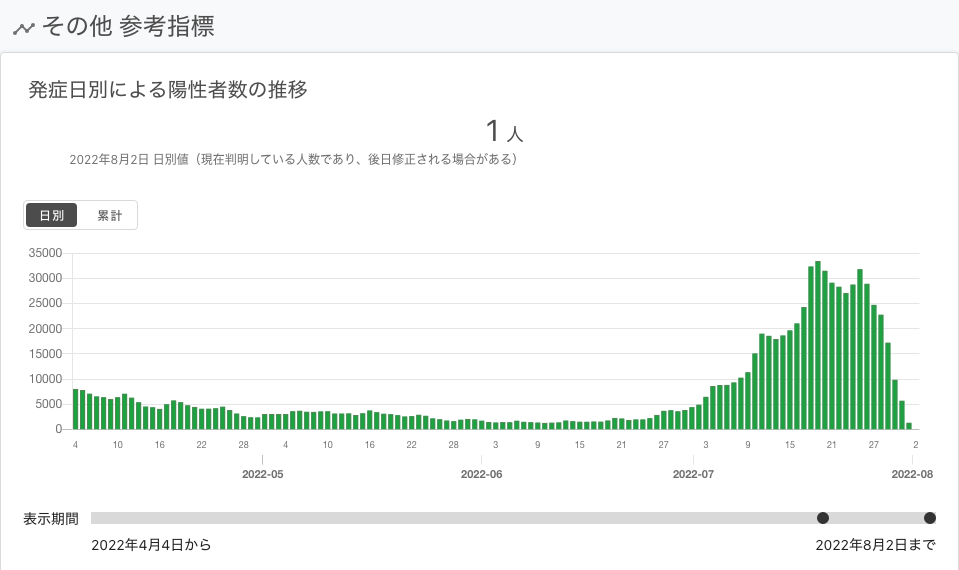 その他 参考指標
発症日別による陽性者数の推移
1 人
2022年8月2日 日別値（現在判明している人数であり、後日修正される場合がある）
日別 累計
35000
30000
25000
20000
15000
10000
5000
0
4 10 16 22 28 4 10 16 22 28 3 9 15 21 27 3 9 15 21 27 2
2022-05 2022-06 2022-07 2022-08
表示期間
2022年4月4日から 2022年8月2日まで